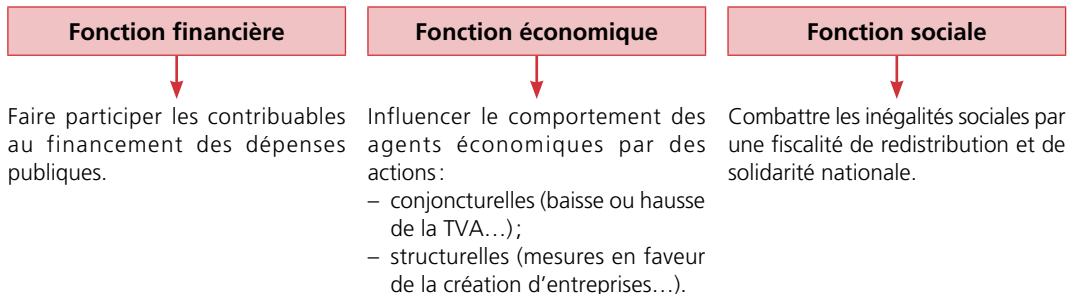 Fonction financière
Faire participer les contribuables
au financement des dépenses
publiques.
Fonction économique
Influencer le comportement des
agents économiques par des
actions :
– conjoncturelles (baisse ou hausse
de la TVA…) ;
– structurelles (mesures en faveur
de la création d’entreprises…).
Fonction sociale
Combattre les inégalités sociales par
une fiscalité de redistribution et de
solidarité nationale.